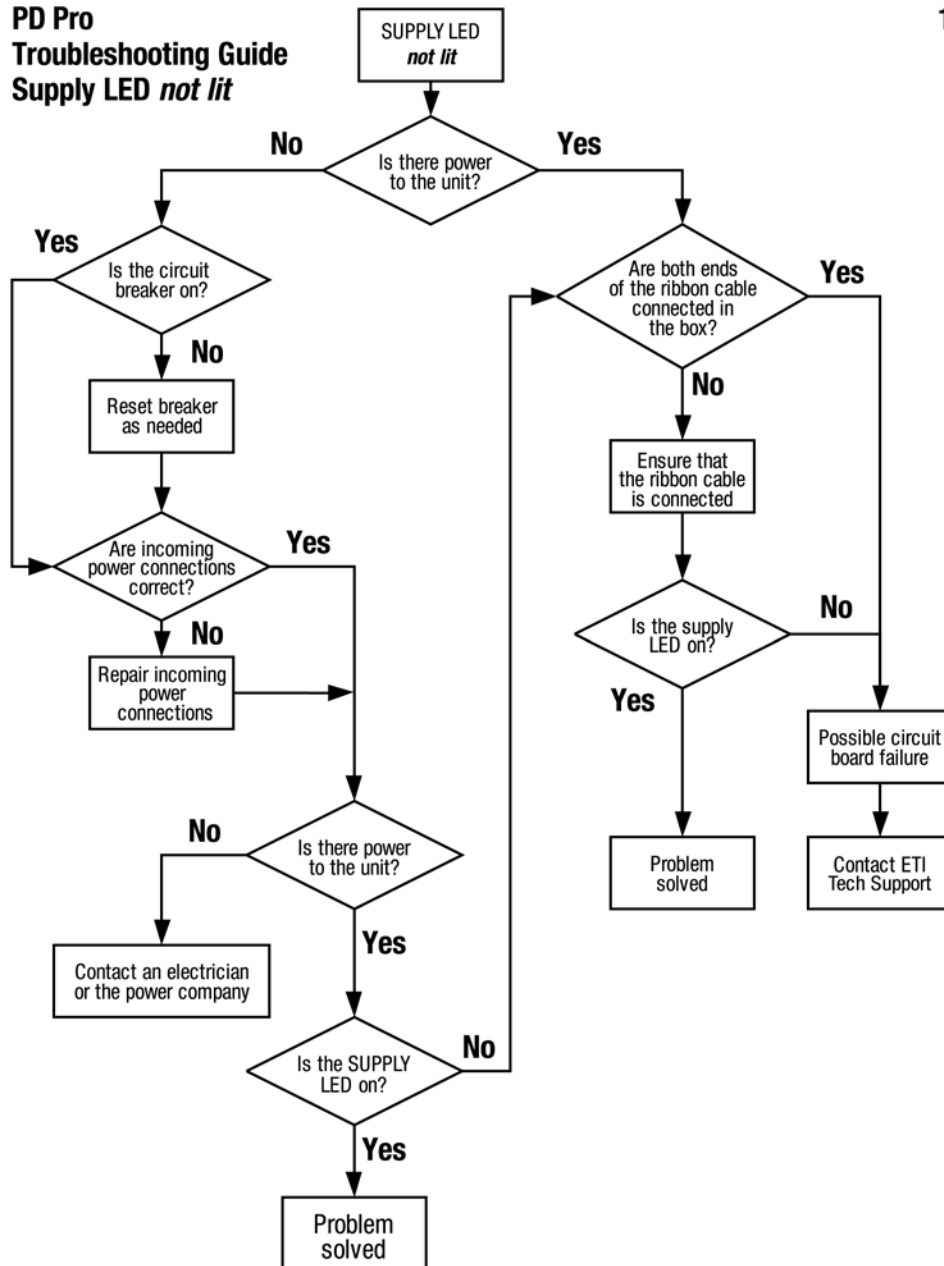 PD Pro
Troubleshooting Guide
Supply LED not lit
1
SUPPLY LED
not lit
No
Yes
Is there power
to the unit?
Yes
Is the circuit
breaker on?
Are both ends
of the ribbon cable
connected in
the box?
Yes
No
No
Reset breaker
as needed
Ensure that
the ribbon cable
is connected
Are incoming
power connections
correct?
Yes
Is the supply
LED on?
No
No
Repair incoming
power
connections
Yes
Possible circuit
board failure
No
Is there power
to the unit?
Problem
solved
Contact ETI
Tech Support
Yes
Contact an electrician
or the power company
Is the SUPPLY
LED on?
No
Yes
Problem
solved